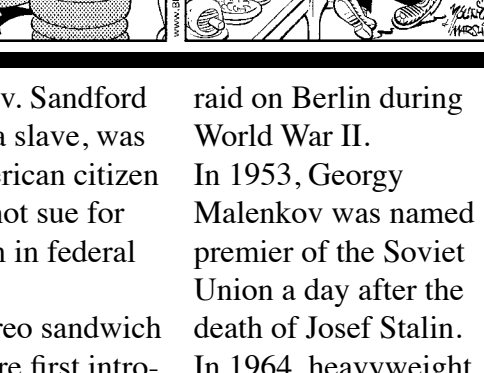 v. Sandford
a slave, was
erican citizen
not sue for
in federal
reo sandwich
re first intro-
raid on Berlin during
World War II.
In 1953, Georgy
Malenkov was named
premier of the Soviet
Union a day after the
death of Josef Stalin.
In 1964, heavyweight